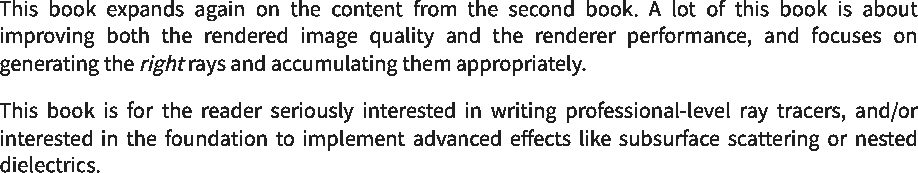 This book expands again on the content from the second book. A lot of this book is about
improving both the rendered image quality and the renderer performance, and focuses on
generating the right rays and accumulating them appropriately.
This book is for the reader seriously interested in writing professional-level ray tracers, and/or
interested in the foundation to implement advanced effects like subsurface scattering or nested
dielectrics.